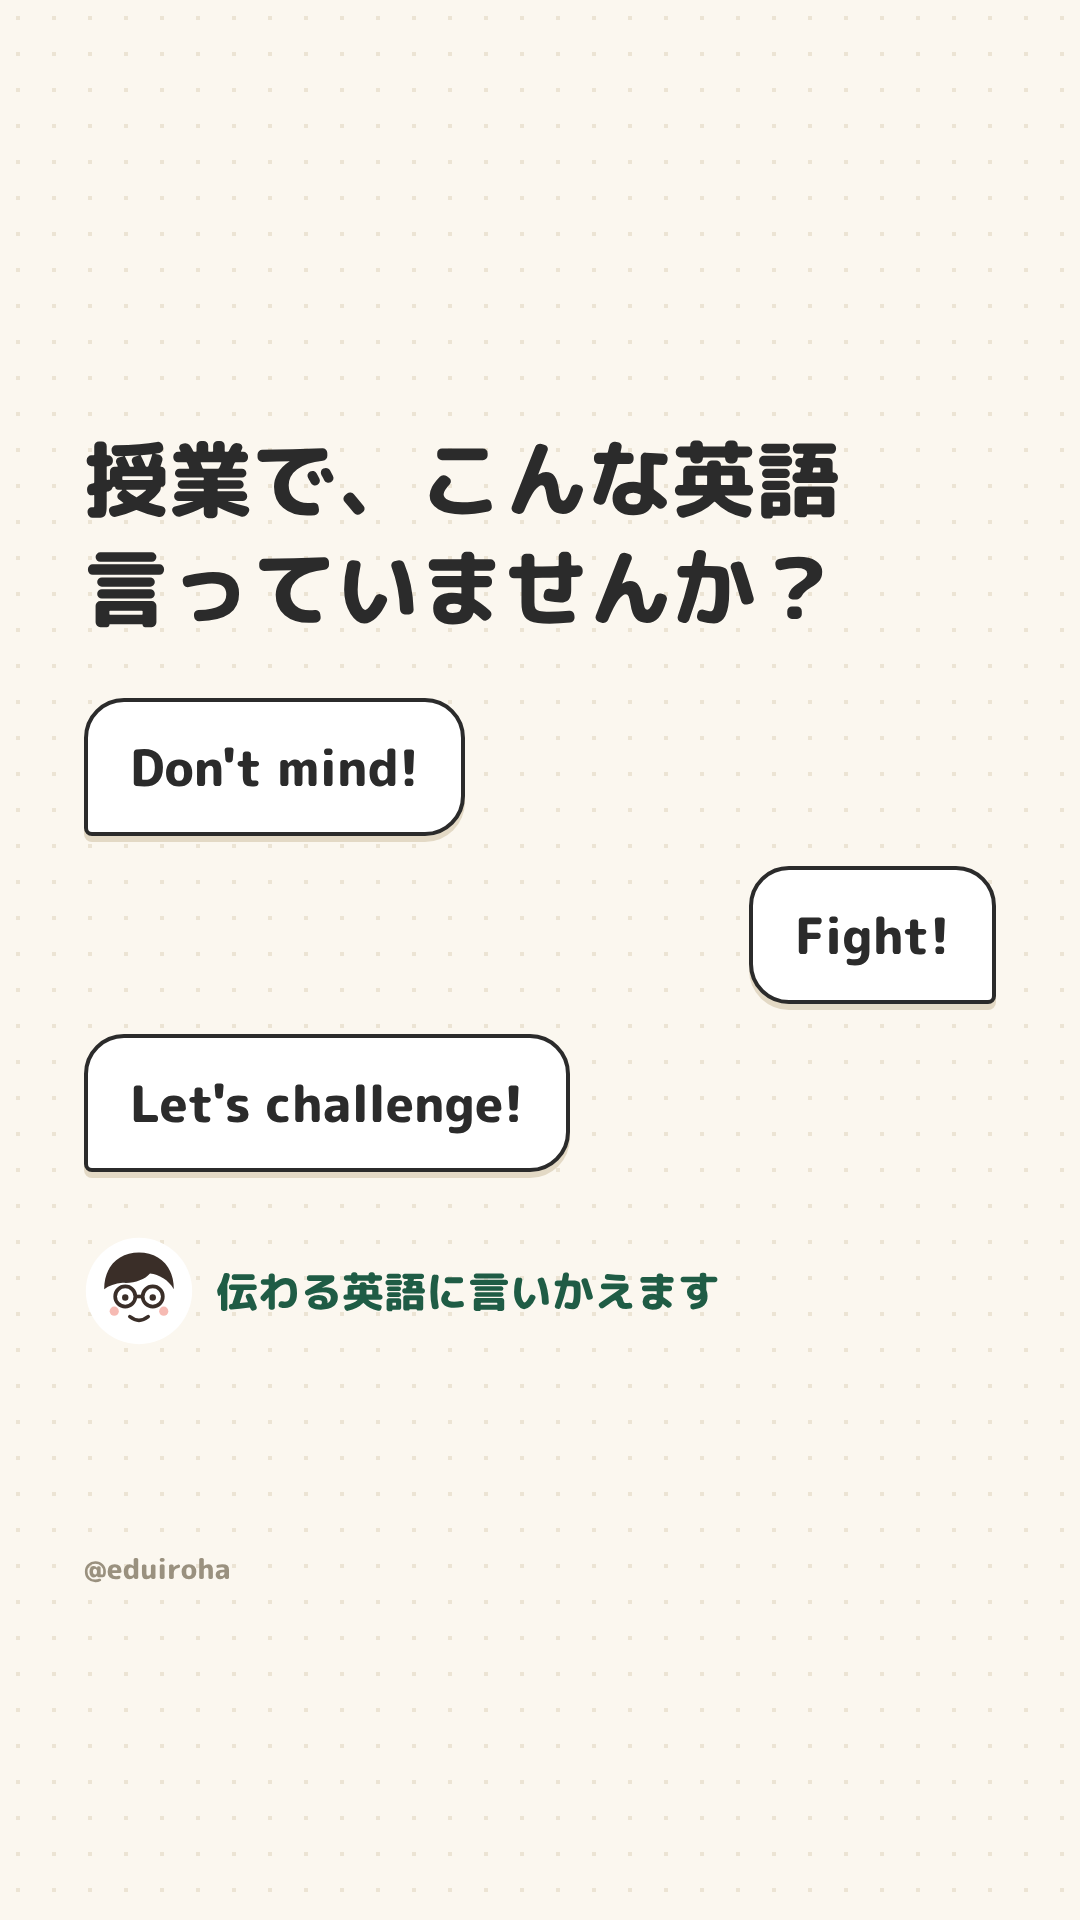 授業で、こんな英語
言っていませんか？
Don't mind!
Fight!
Let's challenge!
伝わる英語に言いかえます
@eduiroha